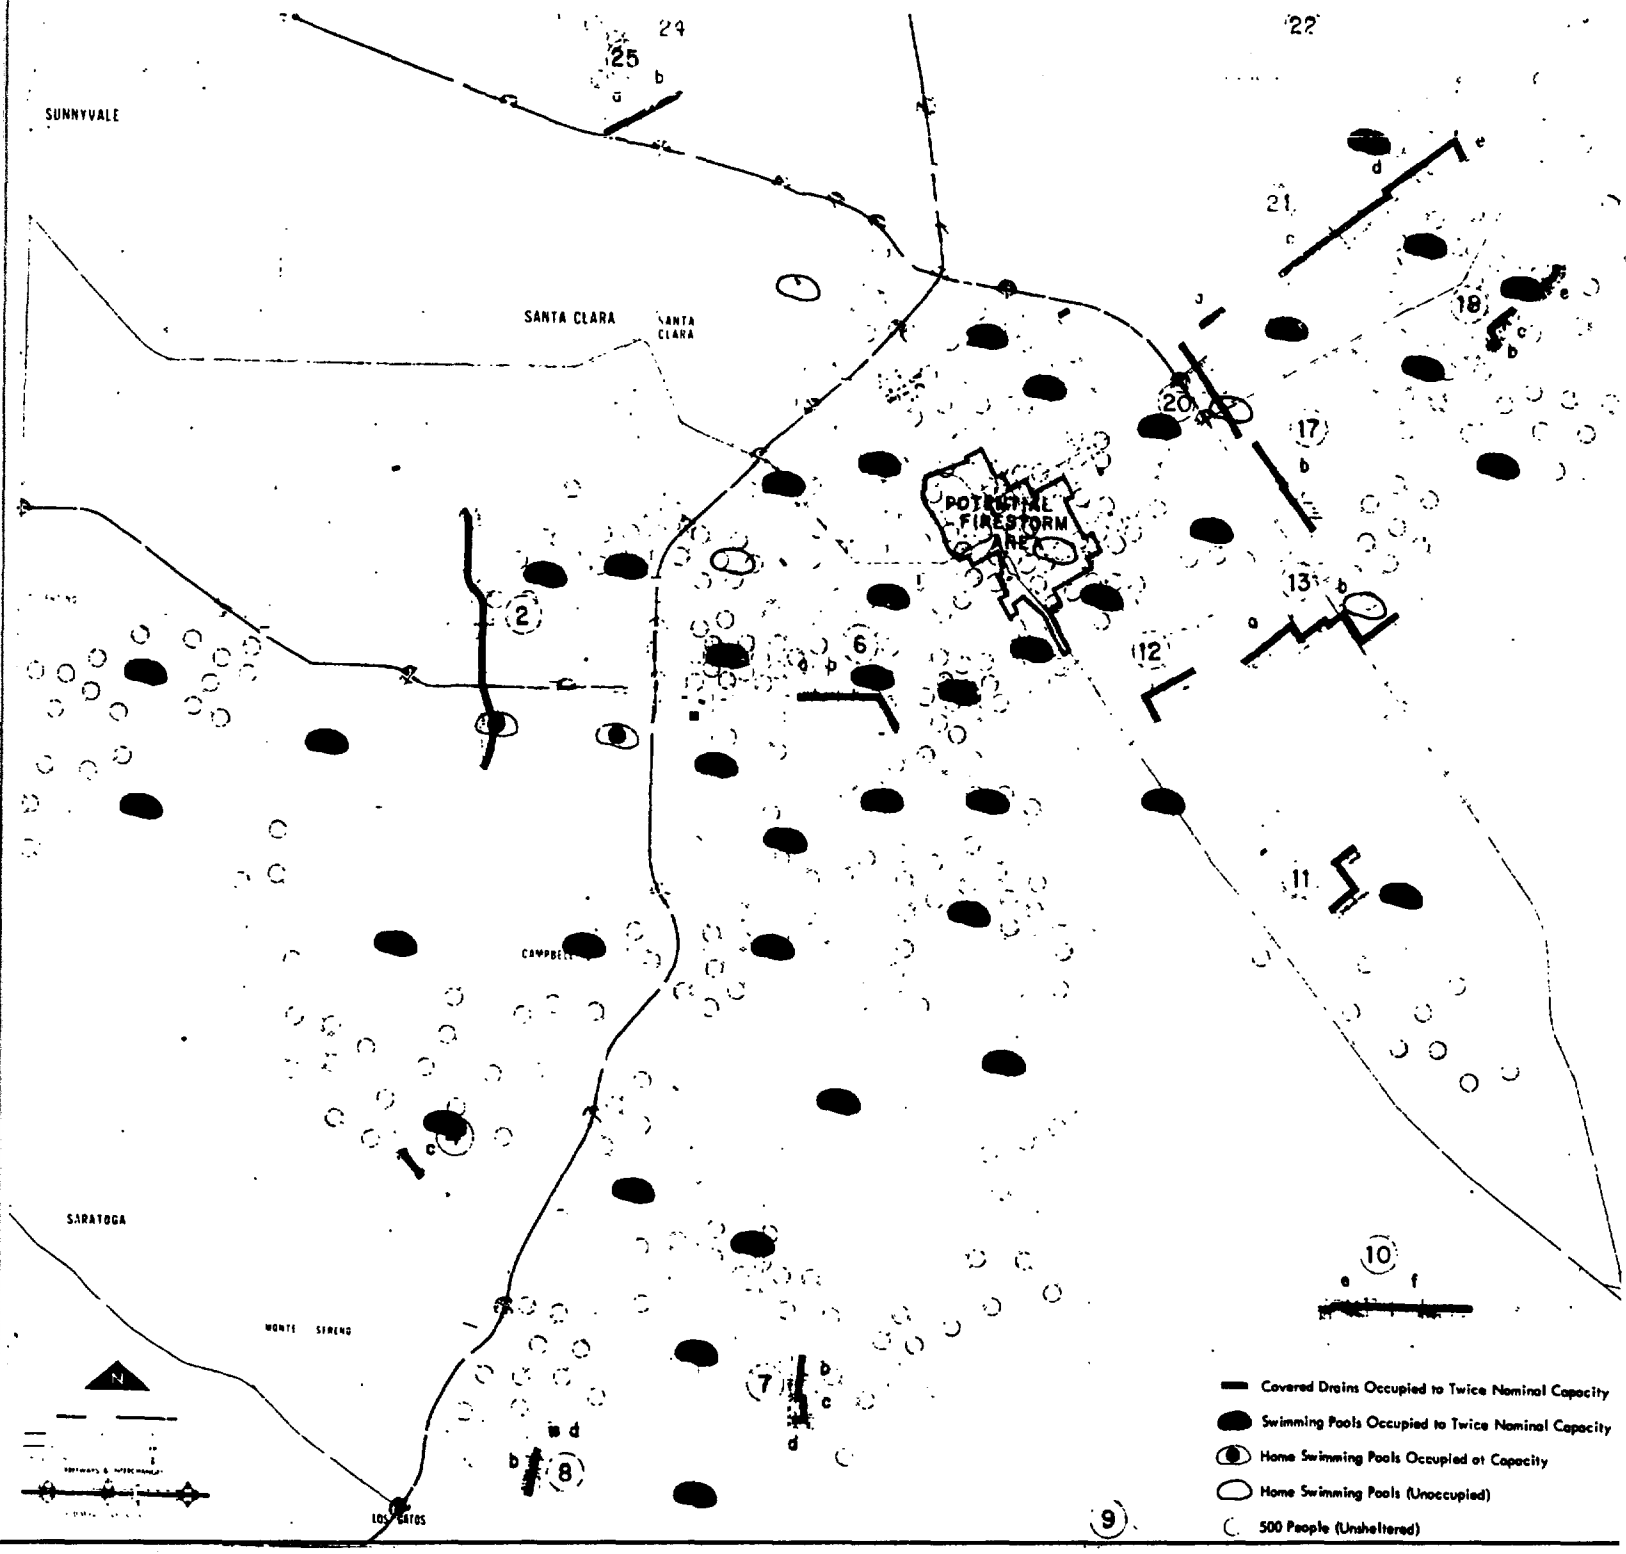 24
22
25
b
a
SUNNYVALE
d
e
21
c
SANTA CLARA
SANTA
CLARA
18
e
c
b
20
17
b
POTENTIAL
FIRESTORM
AREA
2
13
b
a
6
a b
12
11
CAMPBELL
c
SARATOGA
10
e f
MONTE SERENO
N
7
b
c
d
d
b
8
LOS GATOS
9
Covered Drains Occupied to Twice Nominal Capacity
Swimming Pools Occupied to Twice Nominal Capacity
Home Swimming Pools Occupied at Capacity
Home Swimming Pools (Unoccupied)
500 People (Unsheltered)